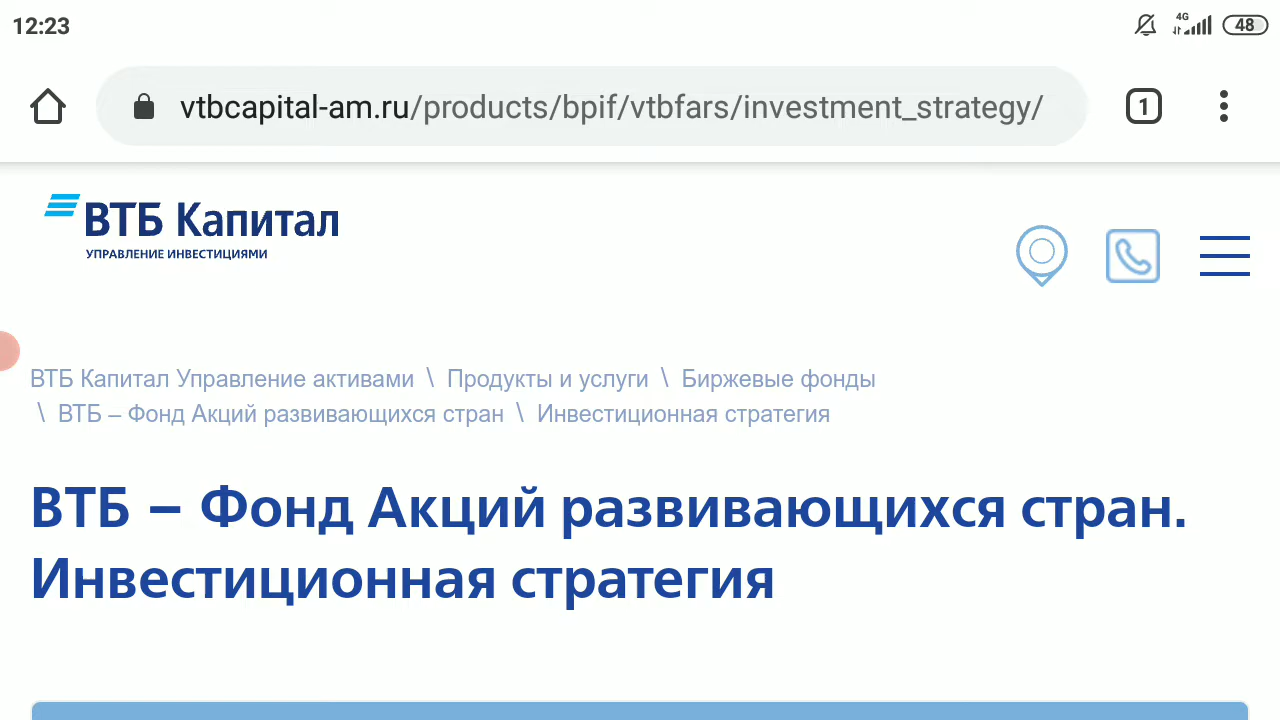 12:23
4G
48
vtbcapital-am.ru/products/bpif/vtbfars/investment_strategy/
1
ВТБ Капитал
УПРАВЛЕНИЕ ИНВЕСТИЦИЯМИ
ВТБ Капитал Управление активами \ Продукты и услуги \ Биржевые фонды
\ ВТБ – Фонд Акций развивающихся стран \ Инвестиционная стратегия
ВТБ – Фонд Акций развивающихся стран.
Инвестиционная стратегия